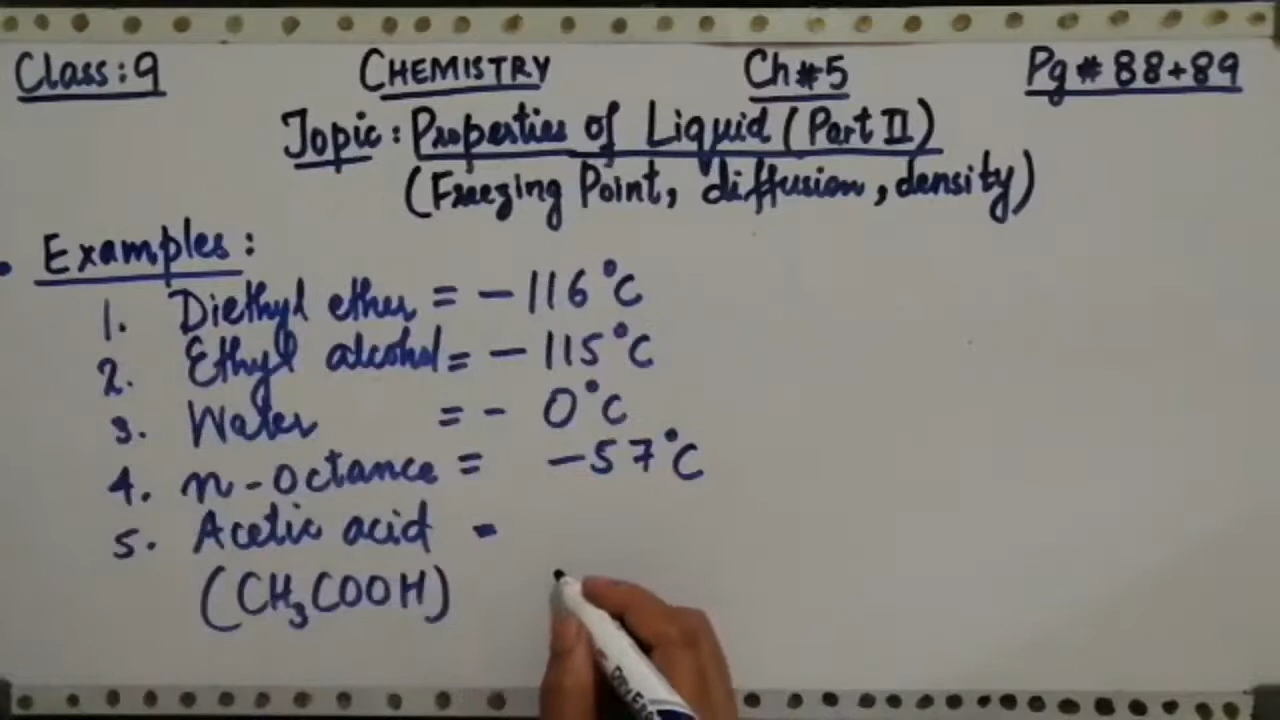 Class: 9 CHEMISTRY Ch#5 Pg # 88+89
Topic: Properties of Liquid (Part II)
(Freezing Point, diffusion, density)
• Examples:
1. Diethyl ether = -116°C
2. Ethyl alcohol = -115°C
3. Water = - 0°C
4. n-octance = -57°C
5. Acetic acid =
(CH₃COOH)